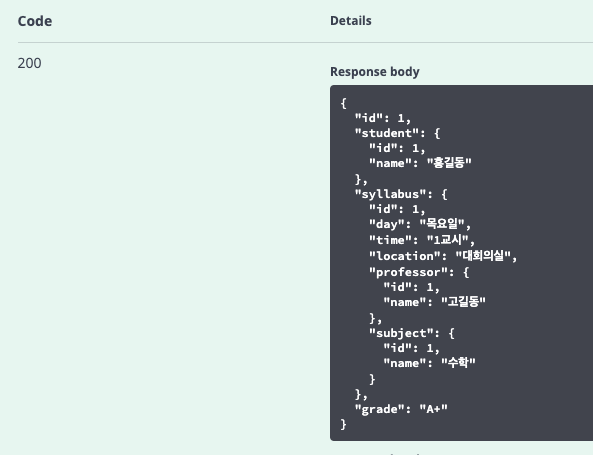 Code Details
200
Response body
{
  "id": 1,
  "student": {
    "id": 1,
    "name": "홍길동"
  },
  "syllabus": {
    "id": 1,
    "day": "목요일",
    "time": "1교시",
    "location": "대회의실",
    "professor": {
      "id": 1,
      "name": "고길동"
    },
    "subject": {
      "id": 1,
      "name": "수학"
    }
  },
  "grade": "A+"
}